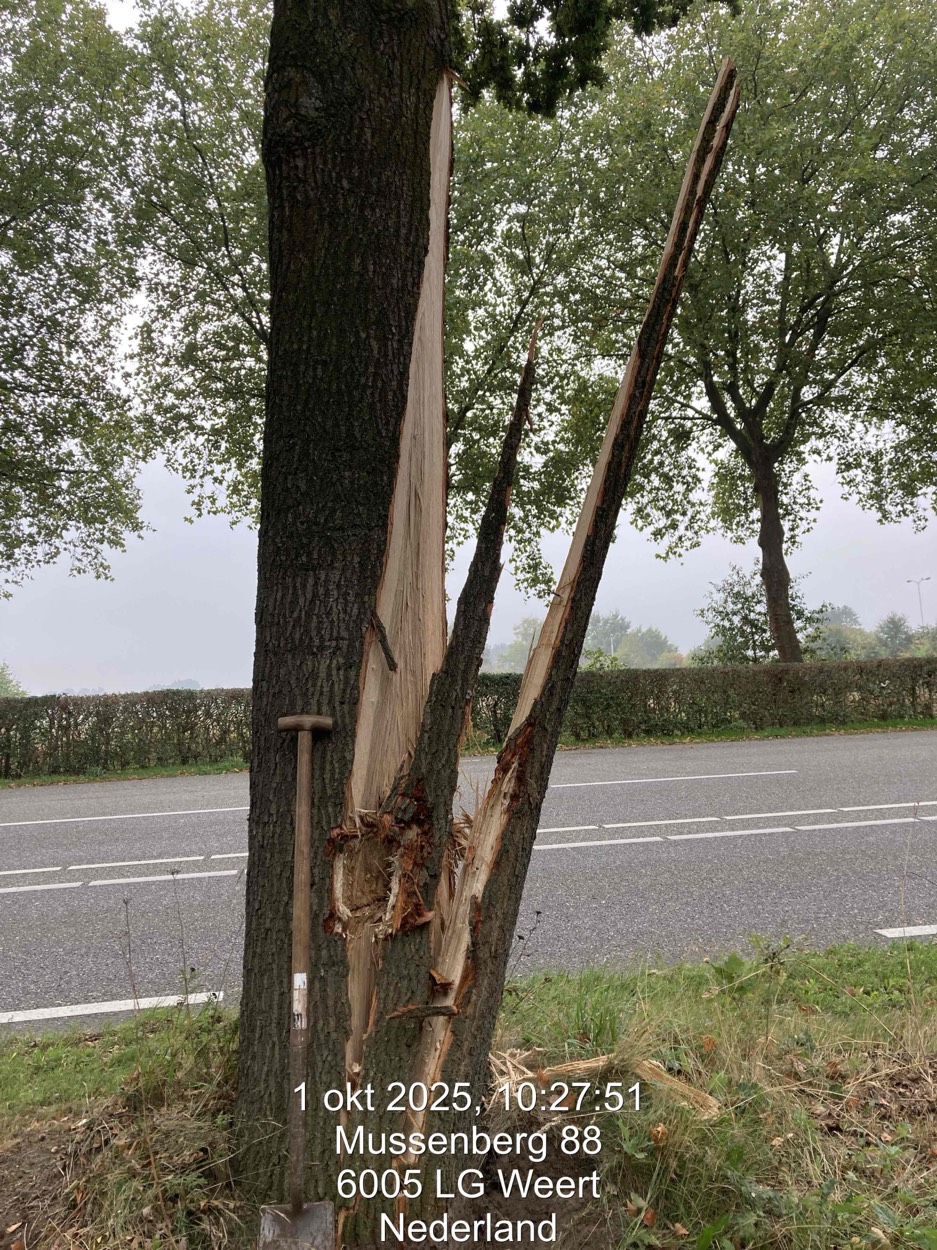 1 okt 2025, 10:27:51
Mussenberg 88
6005 LG Weert
Nederland